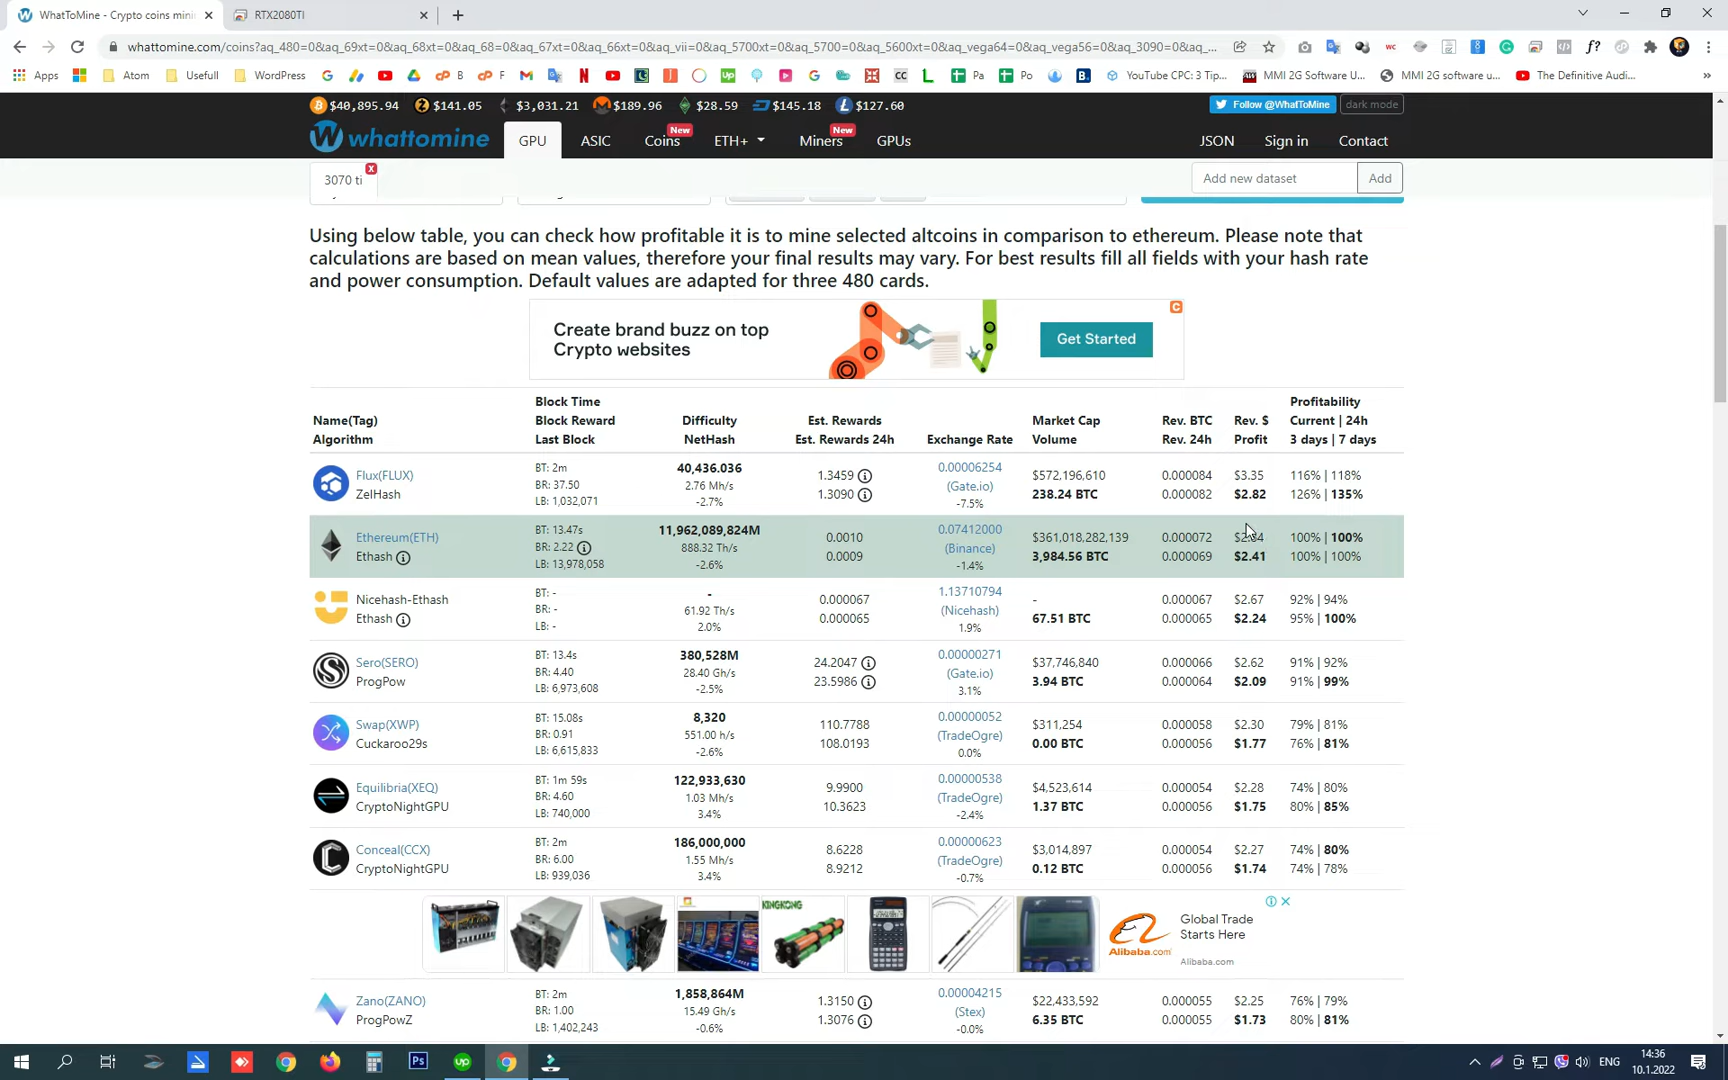 WhatToMine - Crypto coins mini
RTX2080TI
whattomine.com/coins?aq_480=0&aq_69xt=0&aq_68xt=0&aq_68=0&aq_67xt=0&aq_66xt=0&aq_vii=0&aq_5700xt=0&aq_5700=0&aq_5600xt=0&aq_vega64=0&aq_vega56=0&aq_3090=0&aq_...
Apps Atom Usefull WordPress cp B cp F Pa Po YouTube CPC: 3 Tip... MMI 2G Software U... MMI 2G software u... The Definitive Audi...
$40,895.94 $141.05 $3,031.21 $189.96 $28.59 $145.18 $127.60
Follow @WhatToMine dark mode
whattomine GPU ASIC Coins New ETH+ Miners New GPUs JSON Sign in Contact
3070 ti x
Add new dataset Add
Using below table, you can check how profitable it is to mine selected altcoins in comparison to ethereum. Please note that
calculations are based on mean values, therefore your final results may vary. For best results fill all fields with your hash rate
and power consumption. Default values are adapted for three 480 cards.
Create brand buzz on top
Crypto websites
Get Started
Name(Tag)
Algorithm
Block Time
Block Reward
Last Block
Difficulty
NetHash
Est. Rewards
Est. Rewards 24h
Exchange Rate
Market Cap
Volume
Rev. BTC
Rev. 24h
Rev. $
Profit
Profitability
Current | 24h
3 days | 7 days
Flux(FLUX)
ZelHash
BT: 2m
BR: 37.50
LB: 1,032,071
40,436.036
2.76 Mh/s
-2.7%
1.3459
1.3090
0.00006254
(Gate.io)
-7.5%
$572,196,610
238.24 BTC
0.000084
0.000082
$3.35
$2.82
116% | 118%
126% | 135%
Ethereum(ETH)
Ethash
BT: 13.47s
BR: 2.22
LB: 13,978,058
11,962,089,824M
888.32 Th/s
-2.6%
0.0010
0.0009
0.07412000
(Binance)
-1.4%
$361,018,282,139
3,984.56 BTC
0.000072
0.000069
$2.41
100% | 100%
100% | 100%
Nicehash-Ethash
Ethash
BT: -
BR: -
LB: -
-
61.92 Th/s
2.0%
0.000067
0.000065
1.13710794
(Nicehash)
1.9%
-
67.51 BTC
0.000067
0.000065
$2.67
$2.24
92% | 94%
95% | 100%
Sero(SERO)
ProgPow
BT: 13.4s
BR: 4.40
LB: 6,973,608
380,528M
28.40 Gh/s
-2.5%
24.2047
23.5986
0.00000271
(Gate.io)
3.1%
$37,746,840
3.94 BTC
0.000066
0.000064
$2.62
$2.09
91% | 92%
91% | 99%
Swap(XWP)
Cuckaroo29s
BT: 15.08s
BR: 0.91
LB: 6,615,833
8,320
551.00 h/s
-2.6%
110.7788
108.0193
0.00000052
(TradeOgre)
0.0%
$311,254
0.00 BTC
0.000058
0.000056
$2.30
$1.77
79% | 81%
76% | 81%
Equilibria(XEQ)
CryptoNightGPU
BT: 1m 59s
BR: 4.60
LB: 740,000
122,933,630
1.03 Mh/s
3.4%
9.9900
10.3623
0.00000538
(TradeOgre)
-2.4%
$4,523,614
1.37 BTC
0.000054
0.000056
$2.28
$1.75
74% | 80%
80% | 85%
Conceal(CCX)
CryptoNightGPU
BT: 2m
BR: 6.00
LB: 939,036
186,000,000
1.55 Mh/s
3.4%
8.6228
8.9212
0.00000623
(TradeOgre)
-0.7%
$3,014,897
0.12 BTC
0.000054
0.000056
$2.27
$1.74
74% | 80%
74% | 78%
KINGKONG
Alibaba.com
Global Trade
Starts Here
Alibaba.com
Zano(ZANO)
ProgPowZ
BT: 2m
BR: 1.00
LB: 1,402,243
1,858,864M
15.49 Gh/s
-0.6%
1.3150
1.3076
0.00004215
(Stex)
-0.0%
$22,433,592
6.35 BTC
0.000055
0.000055
$2.25
$1.73
76% | 79%
80% | 81%
Ps
up
ENG
14:36
10.1.2022